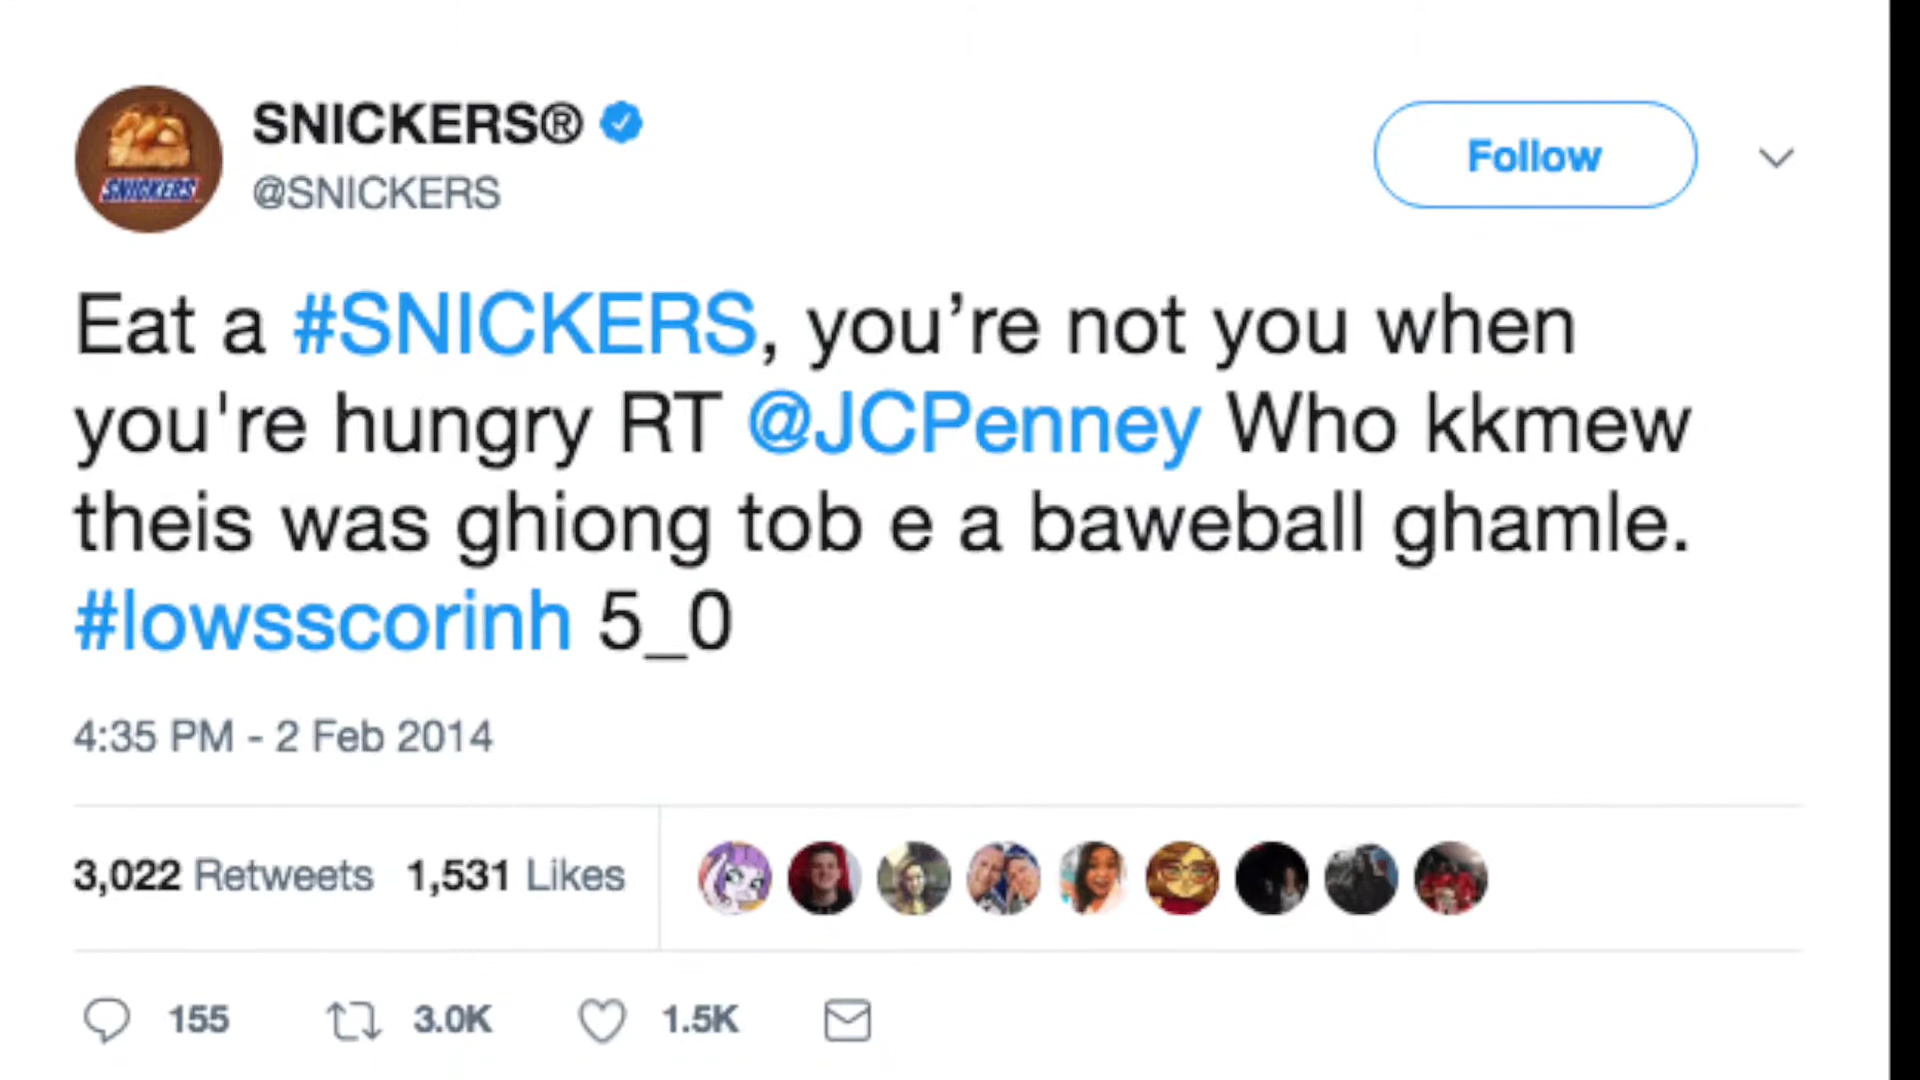 SNICKERS®
@SNICKERS
Follow
SNICKERS
Eat a #SNICKERS, you’re not you when
you're hungry RT @JCPenney Who kkmew
theis was ghiong tob e a baweball ghamle.
#lowsscorinh 5_0
4:35 PM - 2 Feb 2014
3,022 Retweets 1,531 Likes
155 3.0K 1.5K